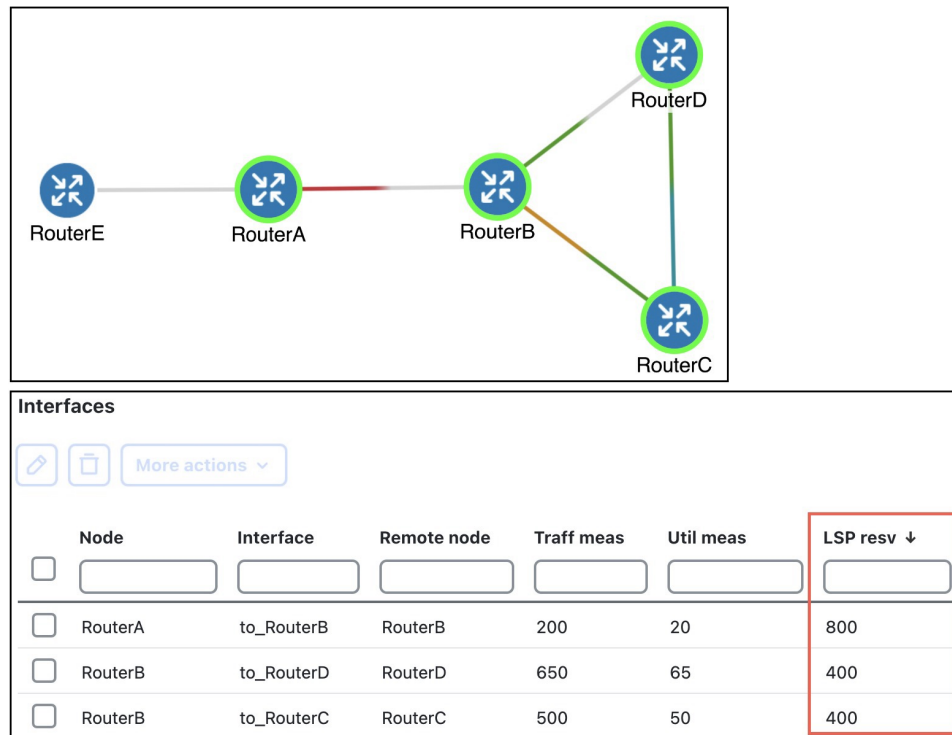 RouterD
RouterE
RouterA
RouterB
RouterC
Interfaces
More actions
Node Interface Remote node Traff meas Util meas LSP resv ↓
RouterA to_RouterB RouterB 200 20 800
RouterB to_RouterD RouterD 650 65 400
RouterB to_RouterC RouterC 500 50 400